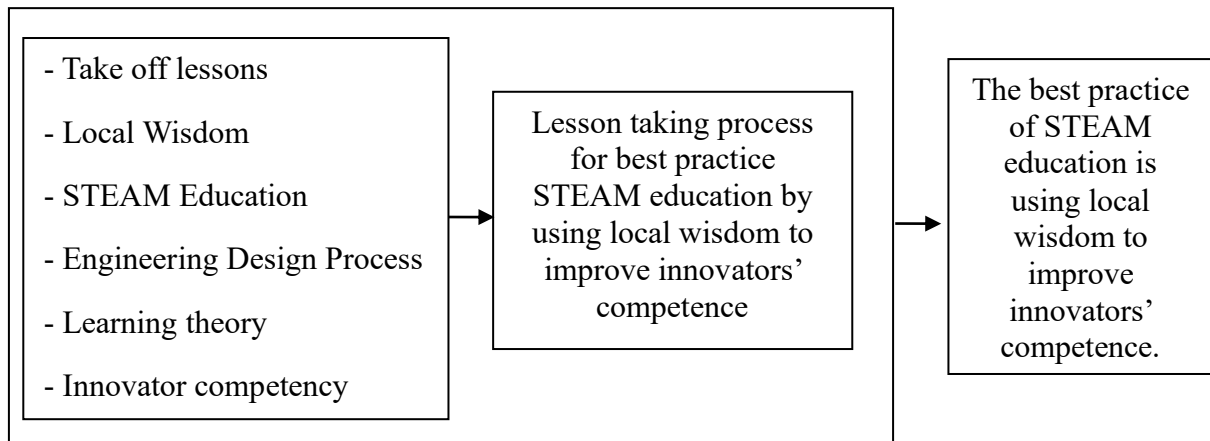 - Take off lessons
- Local Wisdom
- STEAM Education
- Engineering Design Process
- Learning theory
- Innovator competency
Lesson taking process
for best practice
STEAM education by
using local wisdom to
improve innovators’
competence
The best practice
of STEAM
education is
using local
wisdom to
improve
innovators’
competence.